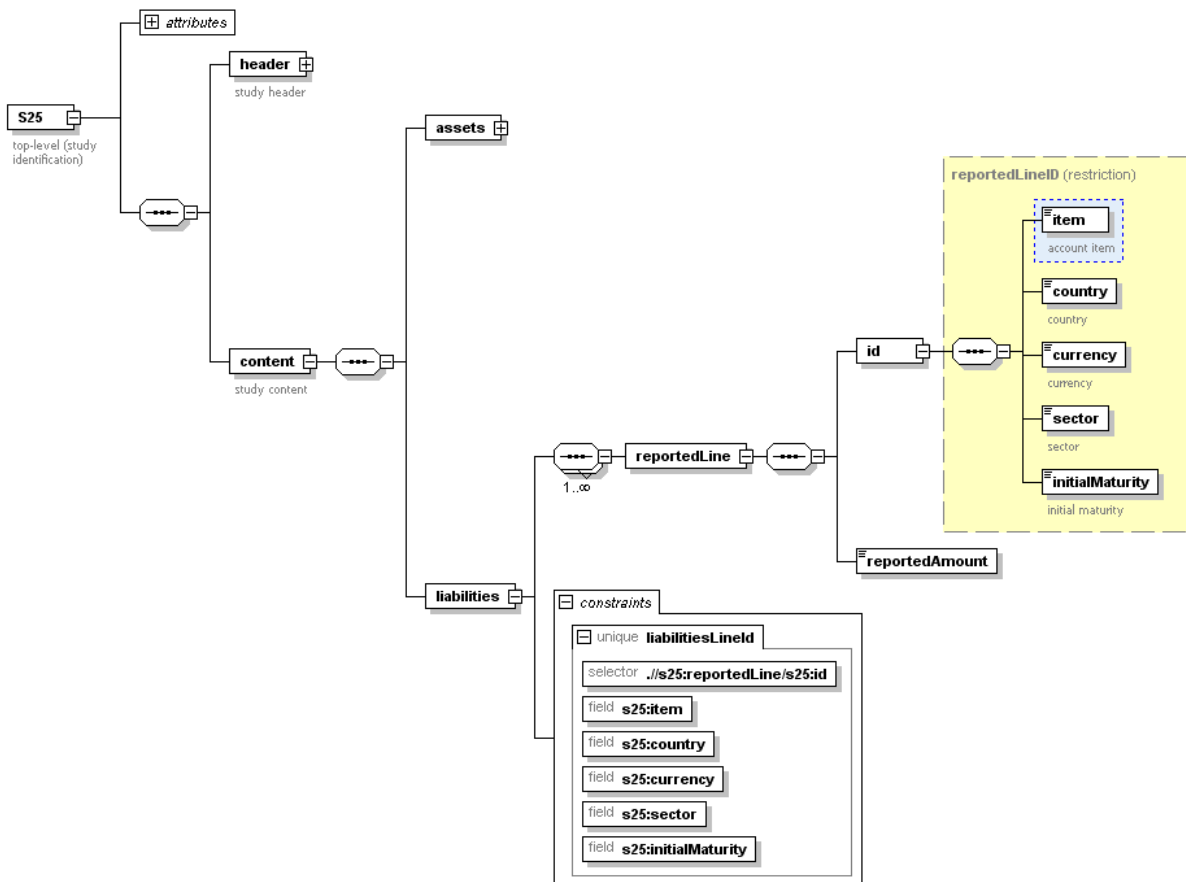 attributes
header
study header
S25
top-level (study
identification)
assets
reportedLineID (restriction)
item
account item
country
country
content
study content
id
currency
currency
sector
sector
reportedLine
1..∞
initialMaturity
initial maturity
reportedAmount
liabilities
constraints
unique liabilitiesLineId
selector .//s25:reportedLine/s25:id
field s25:item
field s25:country
field s25:currency
field s25:sector
field s25:initialMaturity